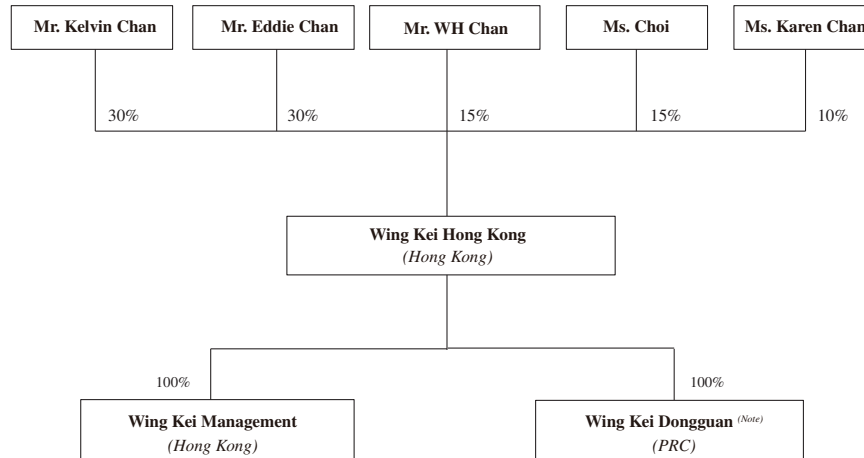 Mr. Kelvin Chan
Mr. Eddie Chan
Mr. WH Chan
Ms. Choi
Ms. Karen Chan
30%
30%
15%
15%
10%
Wing Kei Hong Kong
(Hong Kong)
100%
100%
Wing Kei Management
(Hong Kong)
Wing Kei Dongguan (Note)
(PRC)